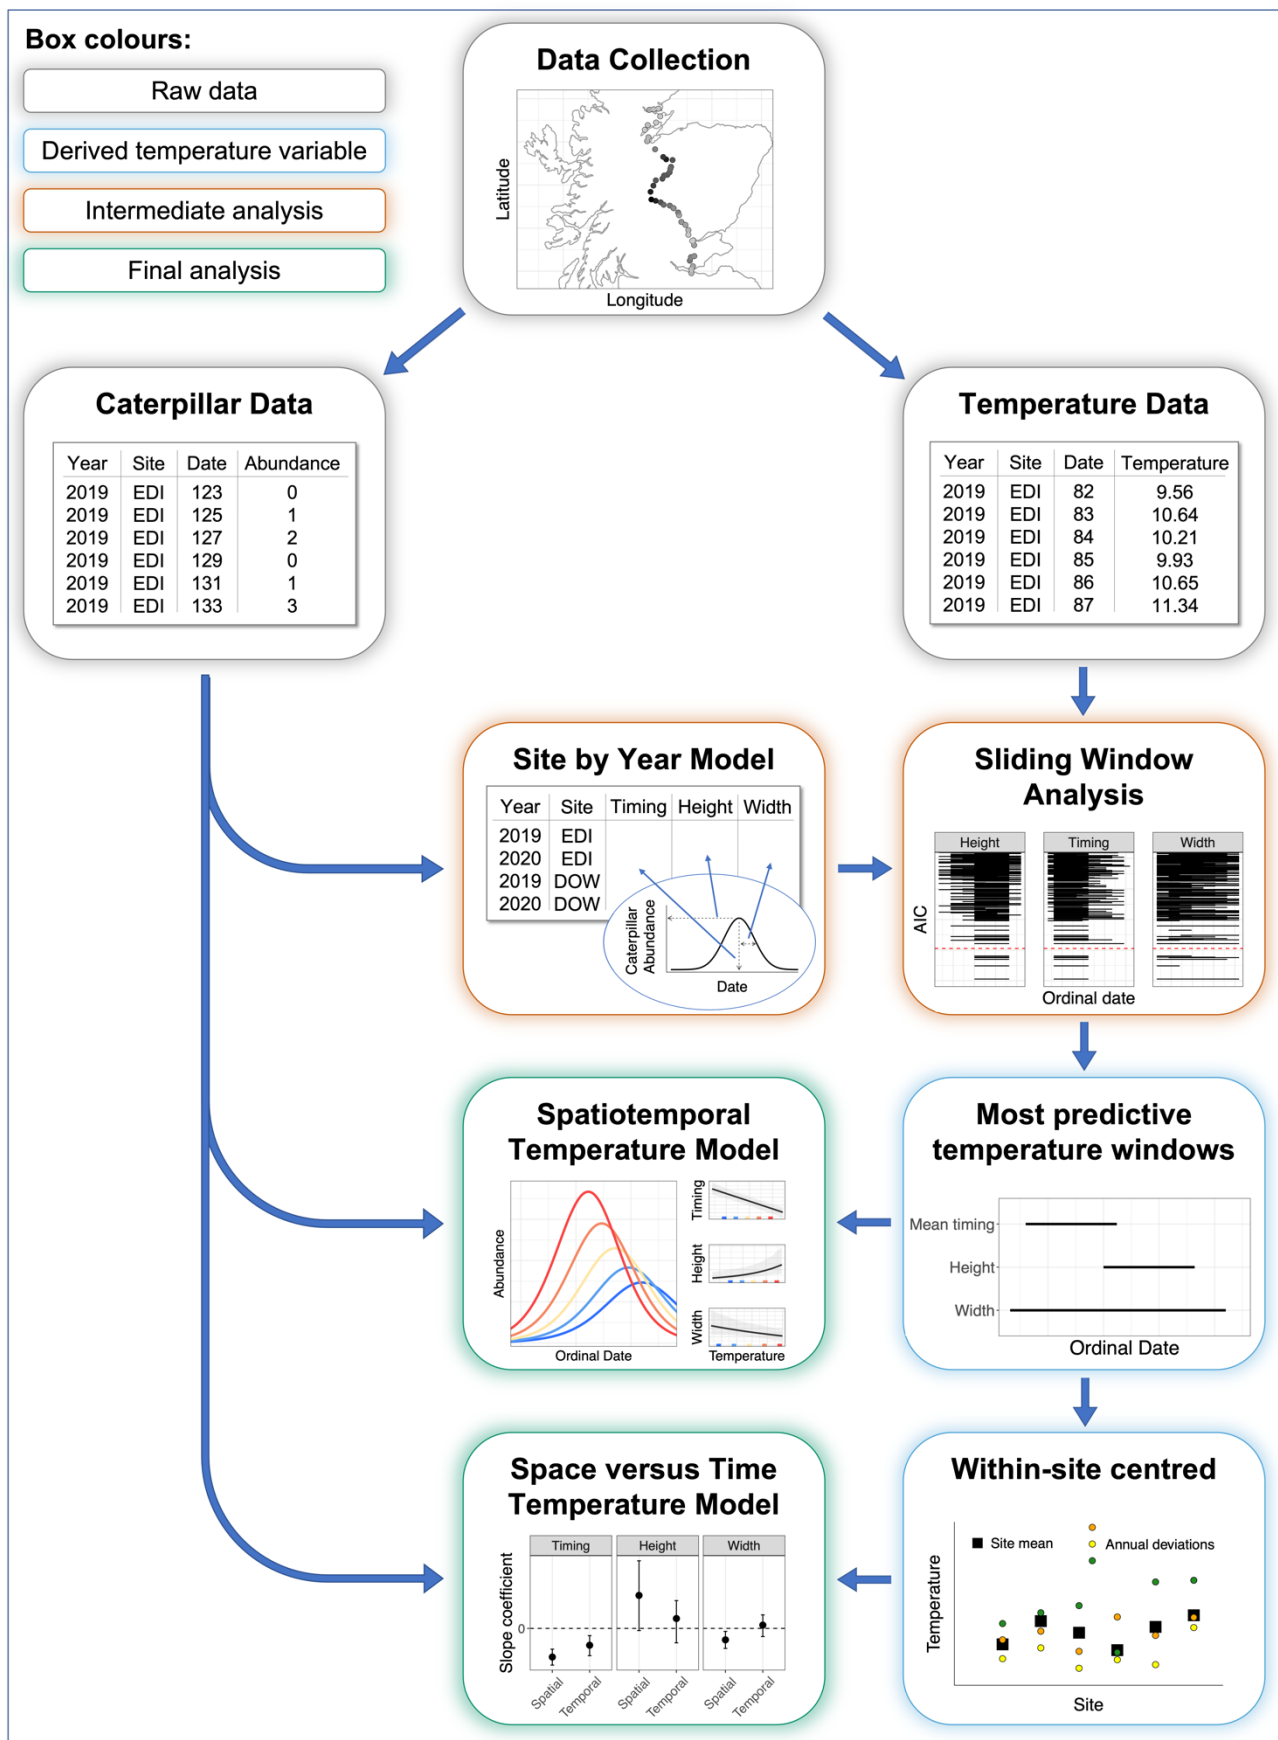 Box colours:
Raw data
Derived temperature variable
Intermediate analysis
Final analysis
Data Collection
Latitude
Longitude
Caterpillar Data
Year Site Date Abundance
2019 EDI 123 0
2019 EDI 125 1
2019 EDI 127 2
2019 EDI 129 0
2019 EDI 131 1
2019 EDI 133 3
Temperature Data
Year Site Date Temperature
2019 EDI 82 9.56
2019 EDI 83 10.64
2019 EDI 84 10.21
2019 EDI 85 9.93
2019 EDI 86 10.65
2019 EDI 87 11.34
Site by Year Model
Year Site Timing Height Width
2019 EDI
2020 EDI
2019 DOW
2020 DOW
Caterpillar
Abundance
Date
Sliding Window
Analysis
Height Timing Width
AIC
Ordinal date
Spatiotemporal
Temperature Model
Abundance
Ordinal Date
Timing
Height
Width
Temperature
Most predictive
temperature windows
Mean timing
Height
Width
Ordinal Date
Space versus Time
Temperature Model
Timing Height Width
Slope coefficient
0
Spatial Temporal Spatial Temporal Spatial Temporal
Within-site centred
Temperature
Site mean
Annual deviations
Site